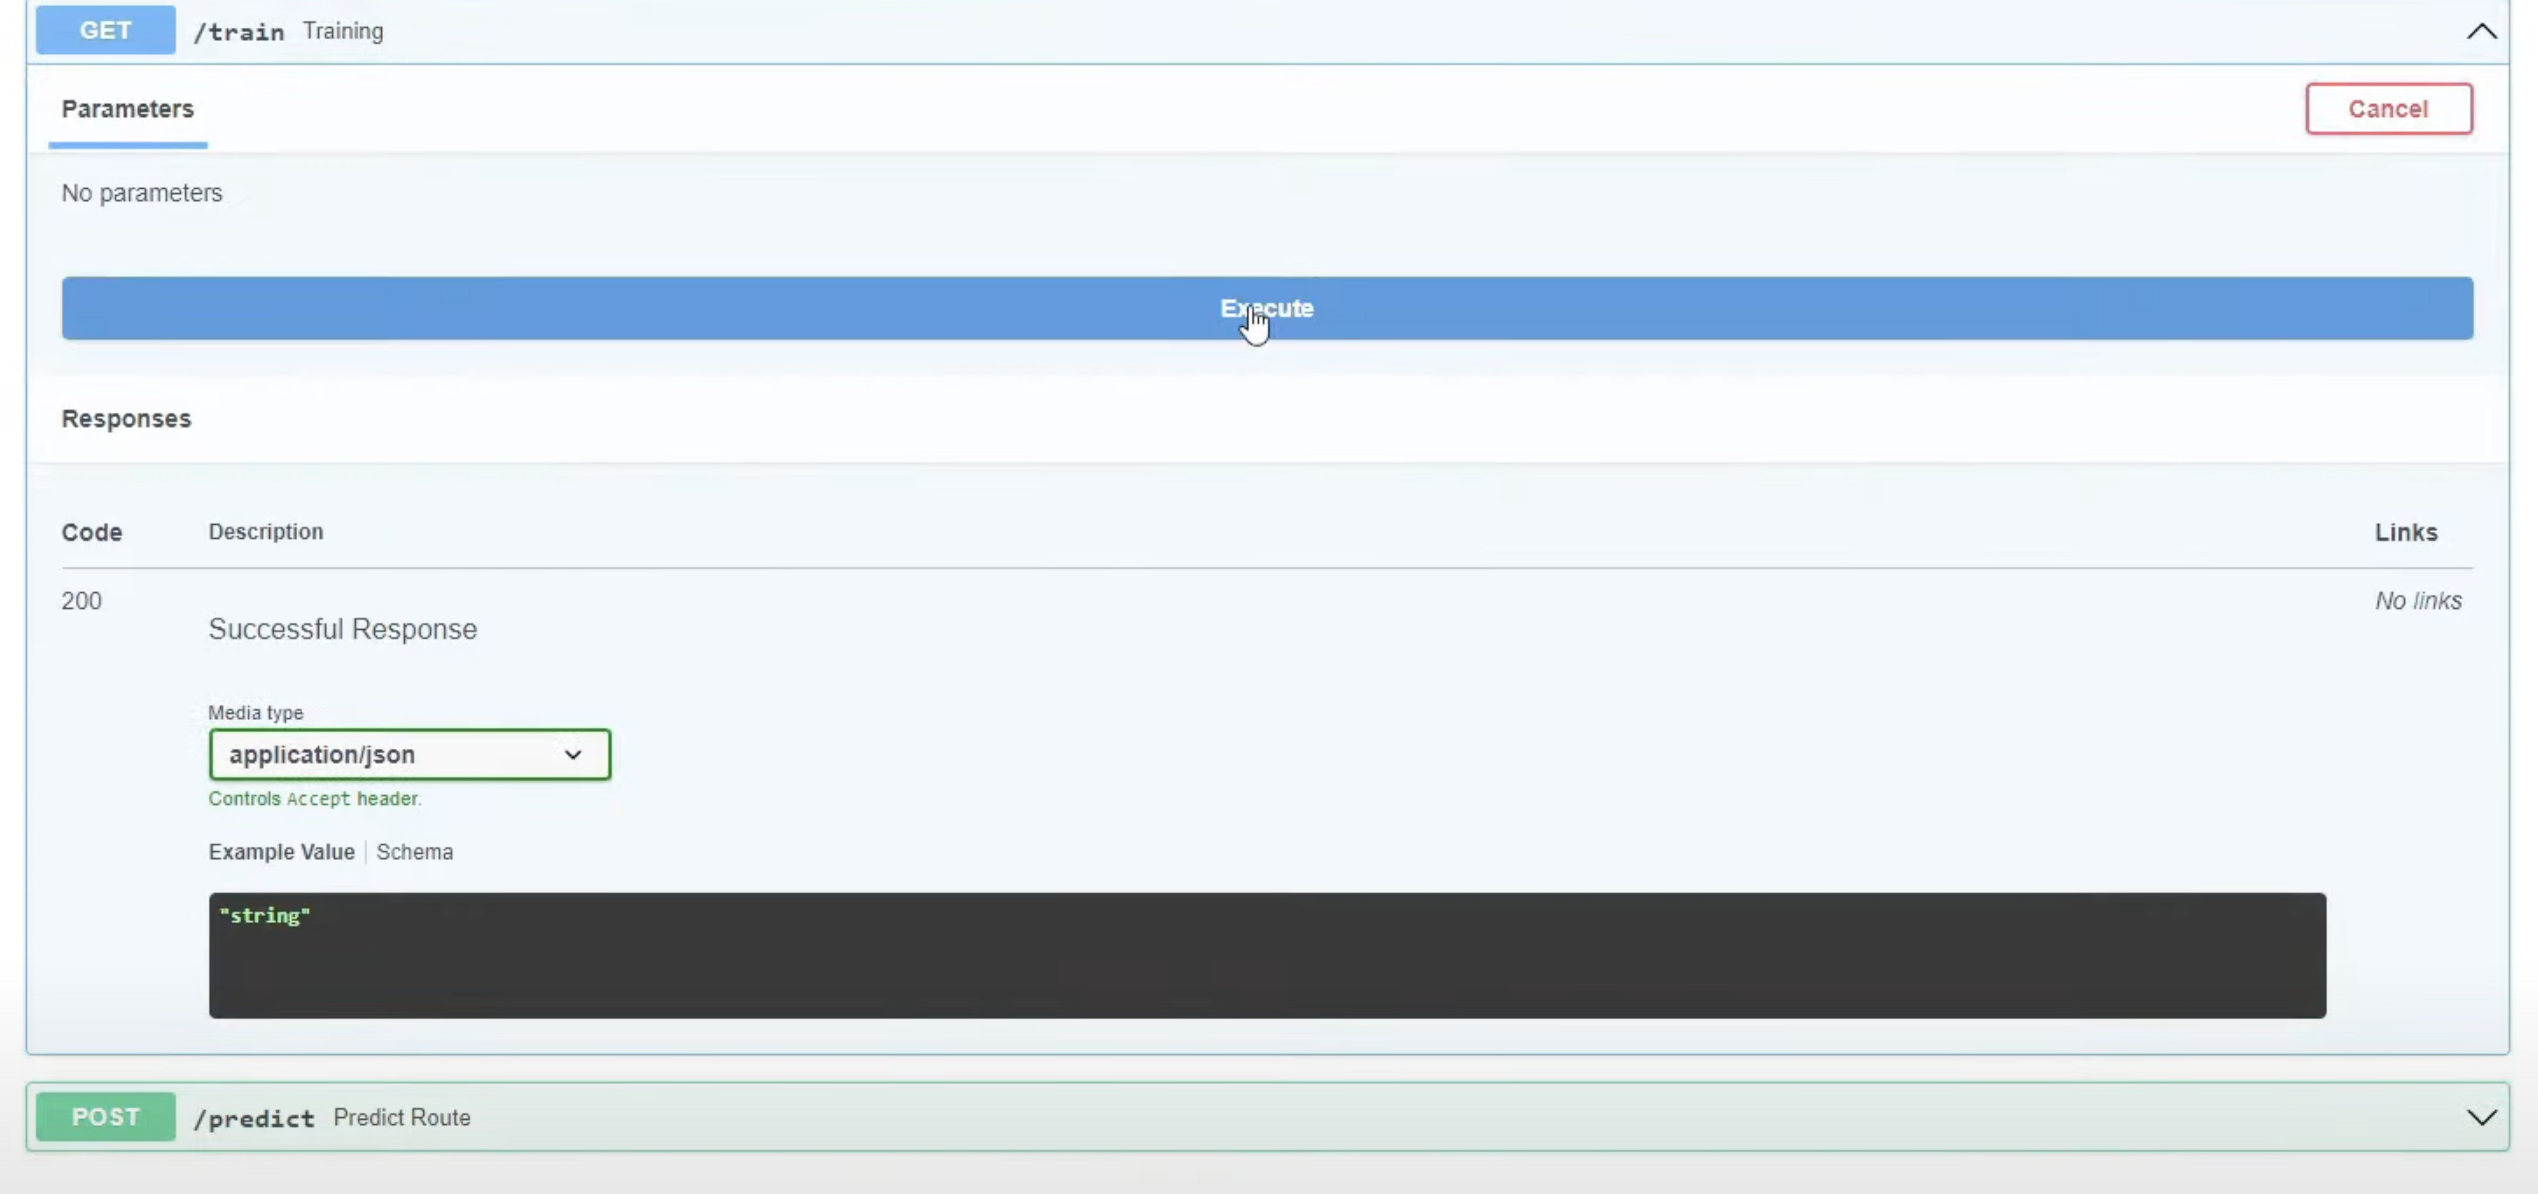 GET /train Training
Parameters
Cancel
No parameters
Execute
Responses
Code Description Links
200 No links
Successful Response
Media type
application/json
Controls Accept header.
Example Value Schema
"string"
POST /predict Predict Route